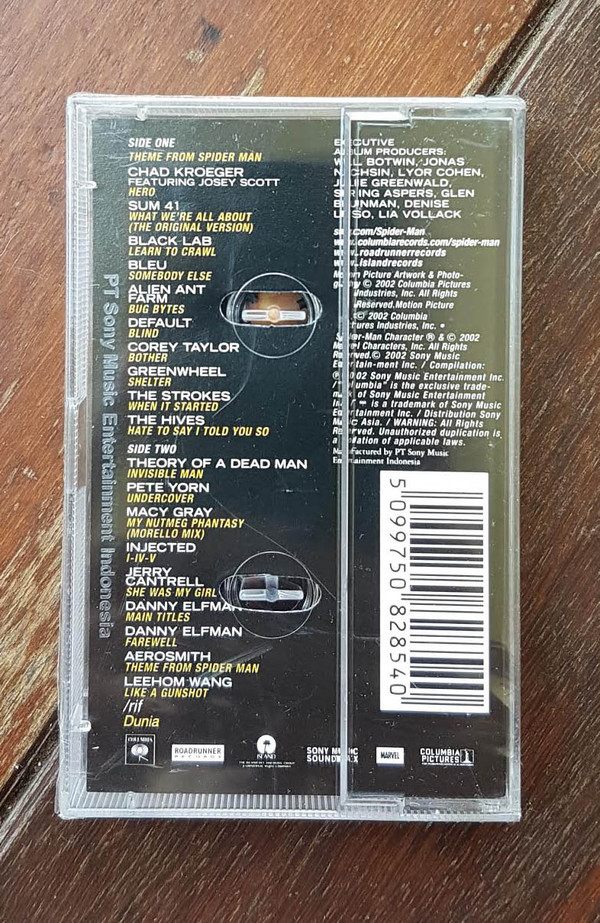 SIDE ONE
THEME FROM SPIDER MAN
CHAD KROEGER
FEATURING JOSEY SCOTT
HERO
SUM 41
WHAT WE'RE ALL ABOUT
(THE ORIGINAL VERSION)
BLACK LAB
LEARN TO CRAWL
BLEU
SOMEBODY ELSE
ALIEN ANT
FARM
BUG BYTES
DEFAULT
BLIND
COREY TAYLOR
BOTHER
GREENWHEEL
SHELTER
THE STROKES
WHEN IT STARTED
THE HIVES
HATE TO SAY I TOLD YOU SO
SIDE TWO
THEORY OF A DEAD MAN
INVISIBLE MAN
PETE YORN
UNDERCOVER
MACY GRAY
MY NUTMEG PHANTASY
(MORELLO MIX)
INJECTED
I-IV-V
JERRY
CANTRELL
SHE WAS MY GIRL
DANNY ELFMAN
MAIN TITLES
DANNY ELFMAN
FAREWELL
AEROSMITH
THEME FROM SPIDER MAN
LEEHOM WANG
LIKE A GUNSHOT
/rif
Dunia
PT Sony Music Entertainment Indonesia
EXECUTIVE
ALBUM PRODUCERS:
WILL BOTWIN, JONAS
NACHSIN, LYOR COHEN,
JULIE GREENWALD,
SPRING ASPERS, GLEN
BRUNMAN, DENISE
LUISO, LIA VOLLACK
www.columbiarecords.com/spider-man
www.roadrunnerrecords
www.islandrecords
Motion Picture Artwork & Photo-
© 2002 Columbia Pictures
Industries, Inc. All Rights
Reserved. Motion Picture
© 2002 Columbia
Pictures Industries, Inc. •
Spider-Man Character ® & © 2002
Marvel Characters, Inc. All Rights
Reserved.© 2002 Sony Music
Entertain-ment Inc. / Compilation:
2002 Sony Music Entertainment Inc.
/ "Columbia" is the exclusive trade-
mark of Sony Music Entertainment
is a trademark of Sony Music
Entertainment Inc. / Distribution Sony
Music Asia. / WARNING: All Rights
Reserved. Unauthorized duplication is
a violation of applicable laws.
Manufactured by PT Sony Music
Entertainment Indonesia
5 099750 828540
COLUMBIA
ROADRUNNER
RECORDS
ISLAND
SONY MUSIC
SOUNDTRAX
MARVEL
COLUMBIA
PICTURES